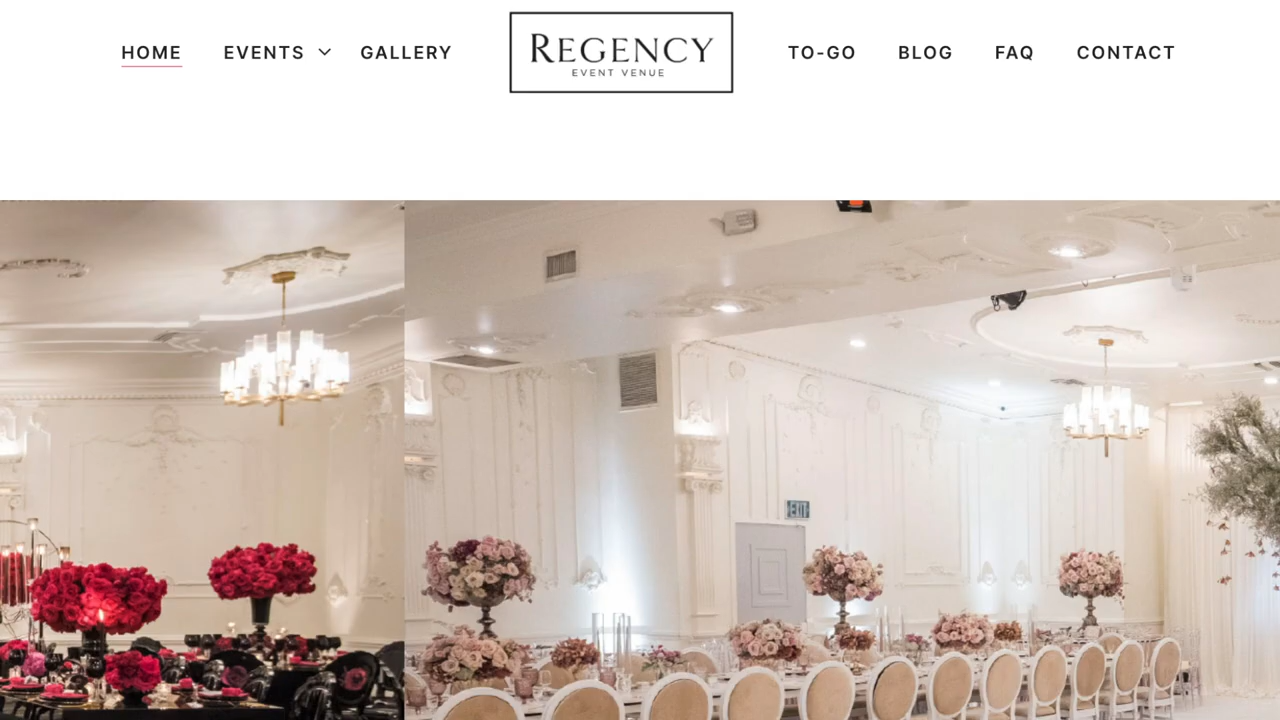 HOME EVENTS GALLERY
REGENCY
EVENT VENUE
TO-GO BLOG FAQ CONTACT
EXIT